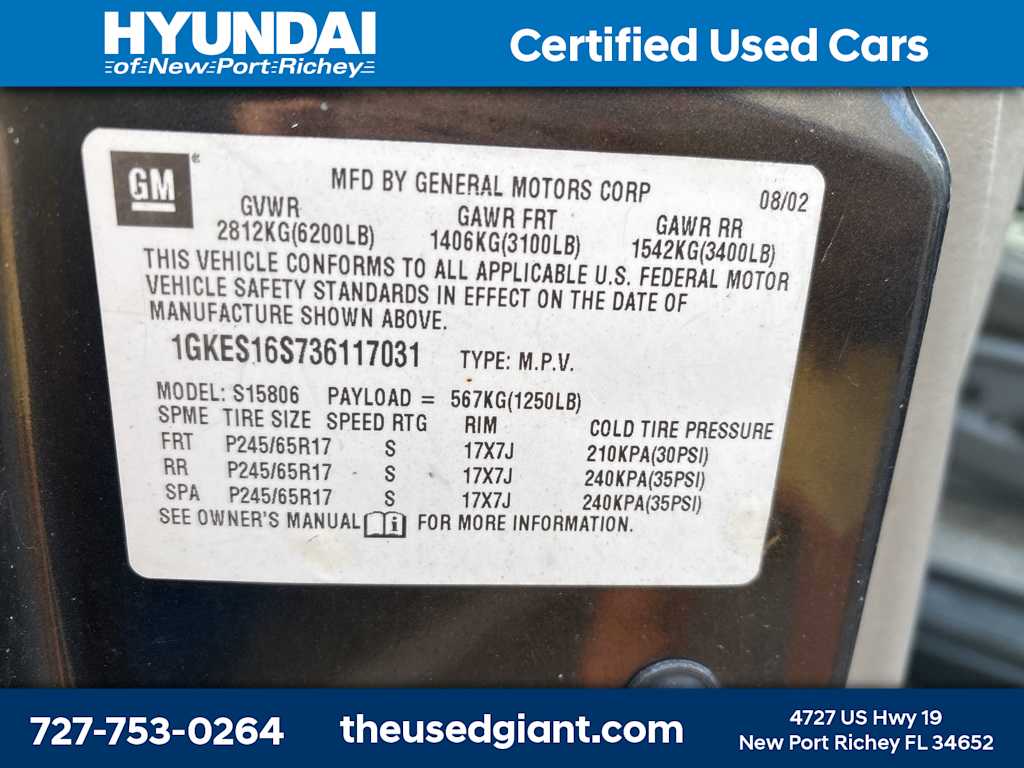 HYUNDAI
of New Port Richey
Certified Used Cars
GM
MFD BY GENERAL MOTORS CORP 08/02
GVWR GAWR FRT GAWR RR
2812KG(6200LB) 1406KG(3100LB) 1542KG(3400LB)
THIS VEHICLE CONFORMS TO ALL APPLICABLE U.S. FEDERAL MOTOR
VEHICLE SAFETY STANDARDS IN EFFECT ON THE DATE OF
MANUFACTURE SHOWN ABOVE.
1GKES16S736117031 TYPE: M.P.V.
MODEL: S15806 PAYLOAD = 567KG(1250LB)
SPME TIRE SIZE SPEED RTG RIM COLD TIRE PRESSURE
FRT P245/65R17 S 17X7J 210KPA(30PSI)
RR P245/65R17 S 17X7J 240KPA(35PSI)
SPA P245/65R17 S 17X7J 240KPA(35PSI)
SEE OWNER'S MANUAL i FOR MORE INFORMATION.
727-753-0264
theusedgiant.com
4727 US Hwy 19
New Port Richey FL 34652